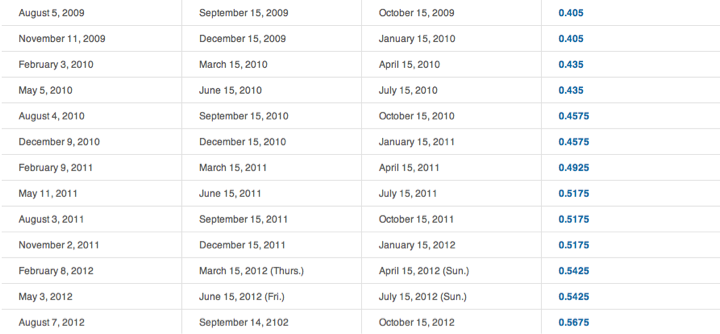 August 5, 2009 September 15, 2009 October 15, 2009 0.405
November 11, 2009 December 15, 2009 January 15, 2010 0.405
February 3, 2010 March 15, 2010 April 15, 2010 0.435
May 5, 2010 June 15, 2010 July 15, 2010 0.435
August 4, 2010 September 15, 2010 October 15, 2010 0.4575
December 9, 2010 December 15, 2010 January 15, 2011 0.4575
February 9, 2011 March 15, 2011 April 15, 2011 0.4925
May 11, 2011 June 15, 2011 July 15, 2011 0.5175
August 3, 2011 September 15, 2011 October 15, 2011 0.5175
November 2, 2011 December 15, 2011 January 15, 2012 0.5175
February 8, 2012 March 15, 2012 (Thurs.) April 15, 2012 (Sun.) 0.5425
May 3, 2012 June 15, 2012 (Fri.) July 15, 2012 (Sun.) 0.5425
August 7, 2012 September 14, 2102 October 15, 2012 0.5675